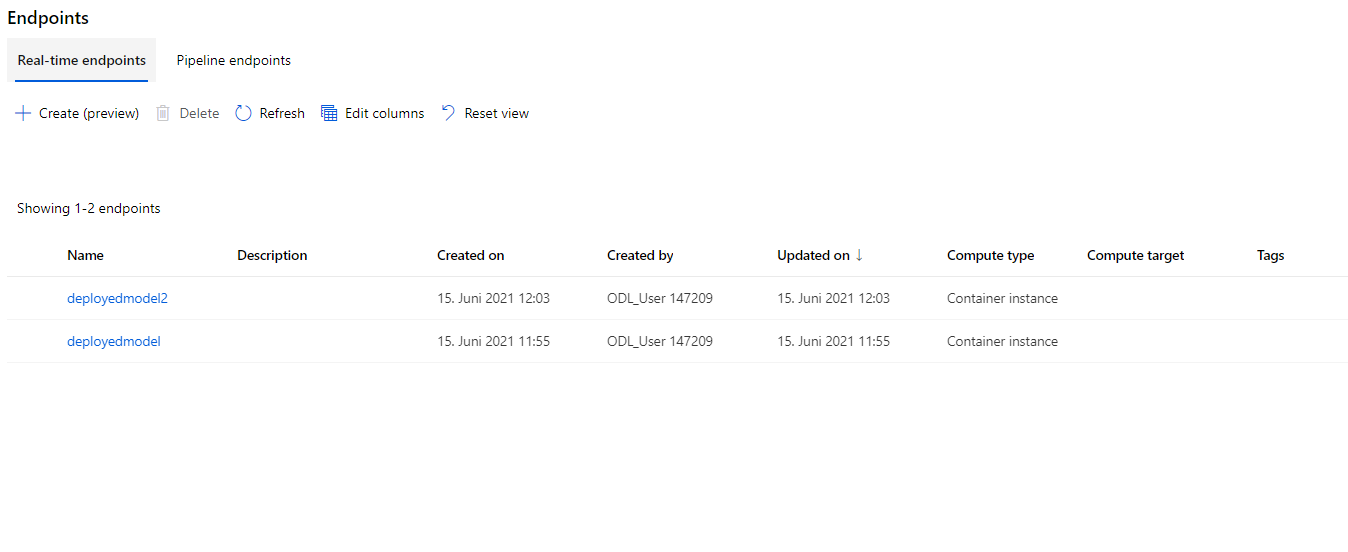 Endpoints
Real-time endpoints Pipeline endpoints
Create (preview) Delete Refresh Edit columns Reset view
Showing 1-2 endpoints
Name Description Created on Created by Updated on ↓ Compute type Compute target Tags
deployedmodel2 15. Juni 2021 12:03 ODL_User 147209 15. Juni 2021 12:03 Container instance
deployedmodel 15. Juni 2021 11:55 ODL_User 147209 15. Juni 2021 11:55 Container instance